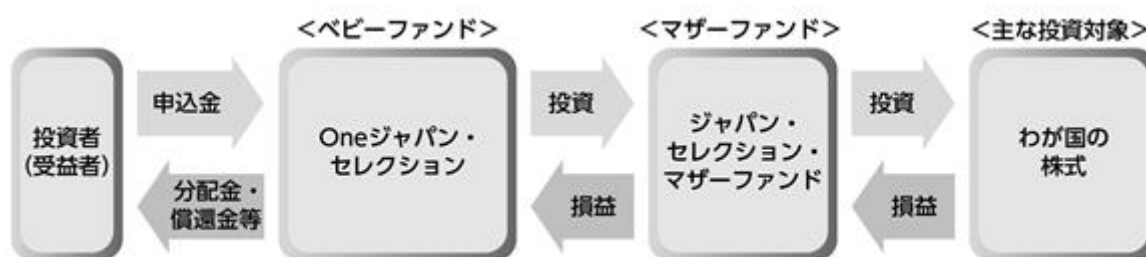 <ベビーファンド>
<マザーファンド>
<主な投資対象>
投資者
(受益者)
申込金
分配金・
償還金等
Oneジャパン・
セレクション
投資
損益
ジャパン・
セレクション・
マザーファンド
投資
損益
わが国の
株式